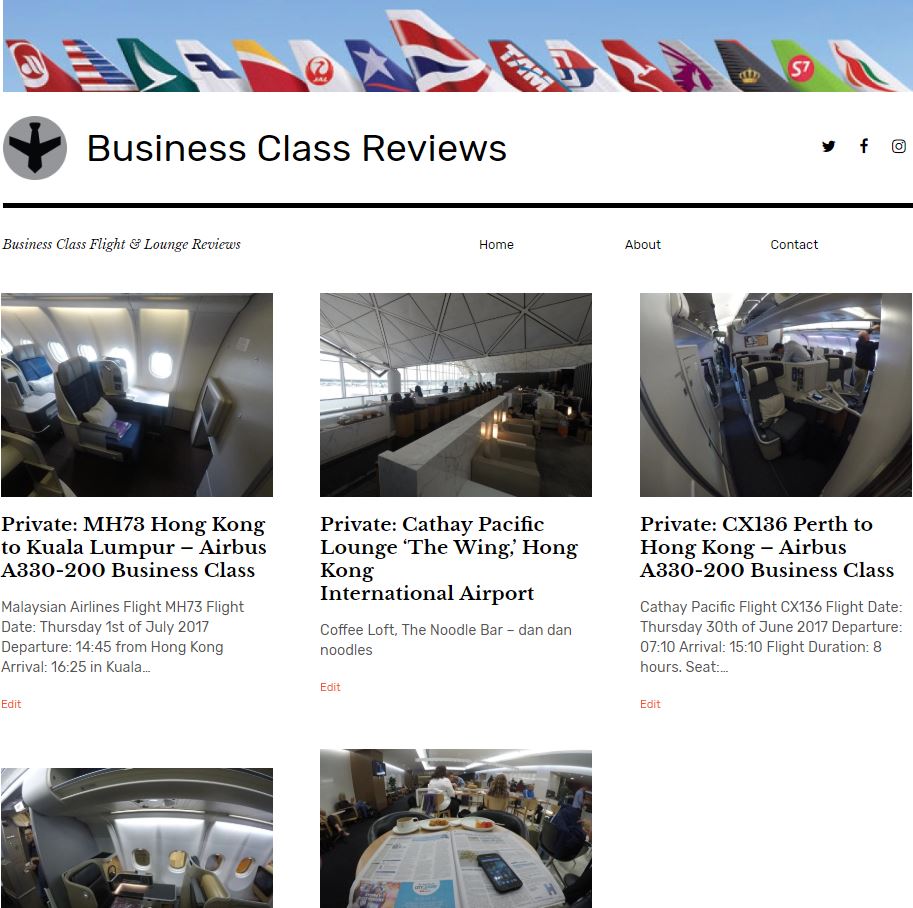 JAL
TAM
S7
Business Class Reviews
Business Class Flight & Lounge Reviews
Home
About
Contact
Private: MH73 Hong Kong
to Kuala Lumpur – Airbus
A330-200 Business Class
Malaysian Airlines Flight MH73 Flight
Date: Thursday 1st of July 2017
Departure: 14:45 from Hong Kong
Arrival: 16:25 in Kuala…
Edit
Private: Cathay Pacific
Lounge ‘The Wing,’ Hong
Kong
International Airport
Coffee Loft, The Noodle Bar – dan dan
noodles
Edit
Private: CX136 Perth to
Hong Kong – Airbus
A330-200 Business Class
Cathay Pacific Flight CX136 Flight Date:
Thursday 30th of June 2017 Departure:
07:10 Arrival: 15:10 Flight Duration: 8
hours. Seat:…
Edit